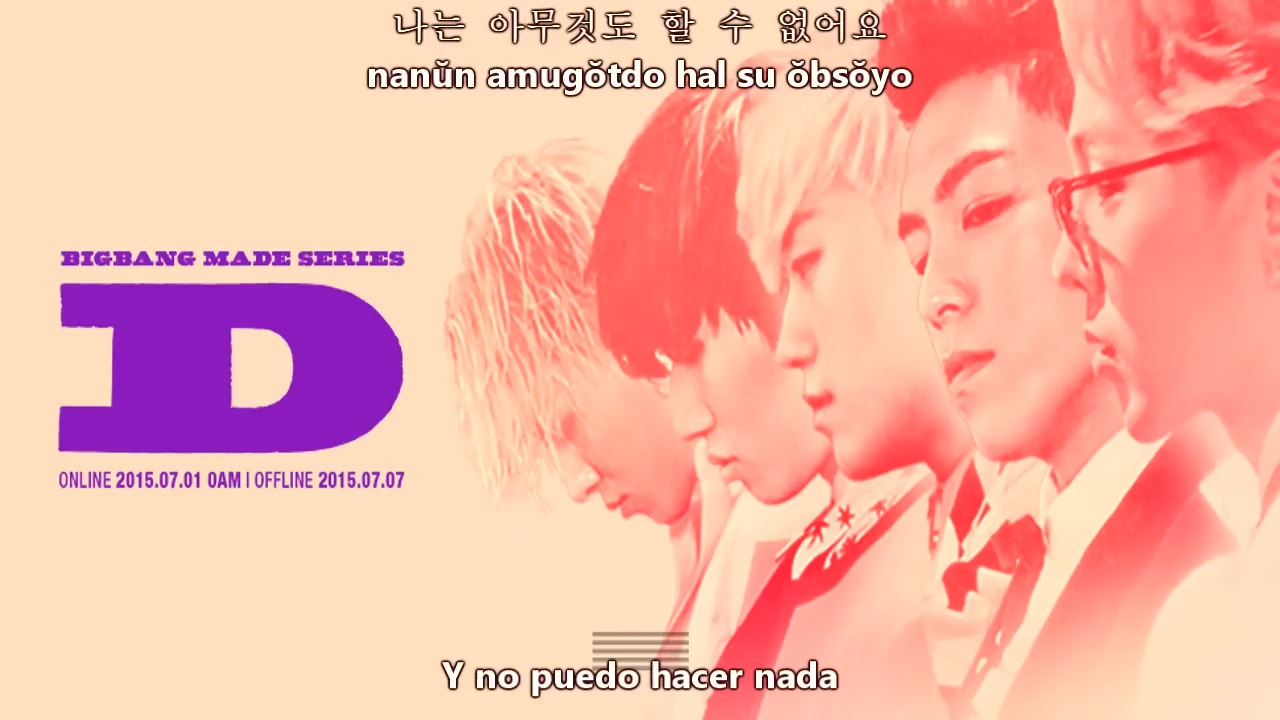 나는 아무것도 할 수 없어요
nanŭn amugŏtdo hal su ŏbsŏyo
BIGBANG MADE SERIES
D
ONLINE 2015.07.01 0AM | OFFLINE 2015.07.07
Y no puedo hacer nada